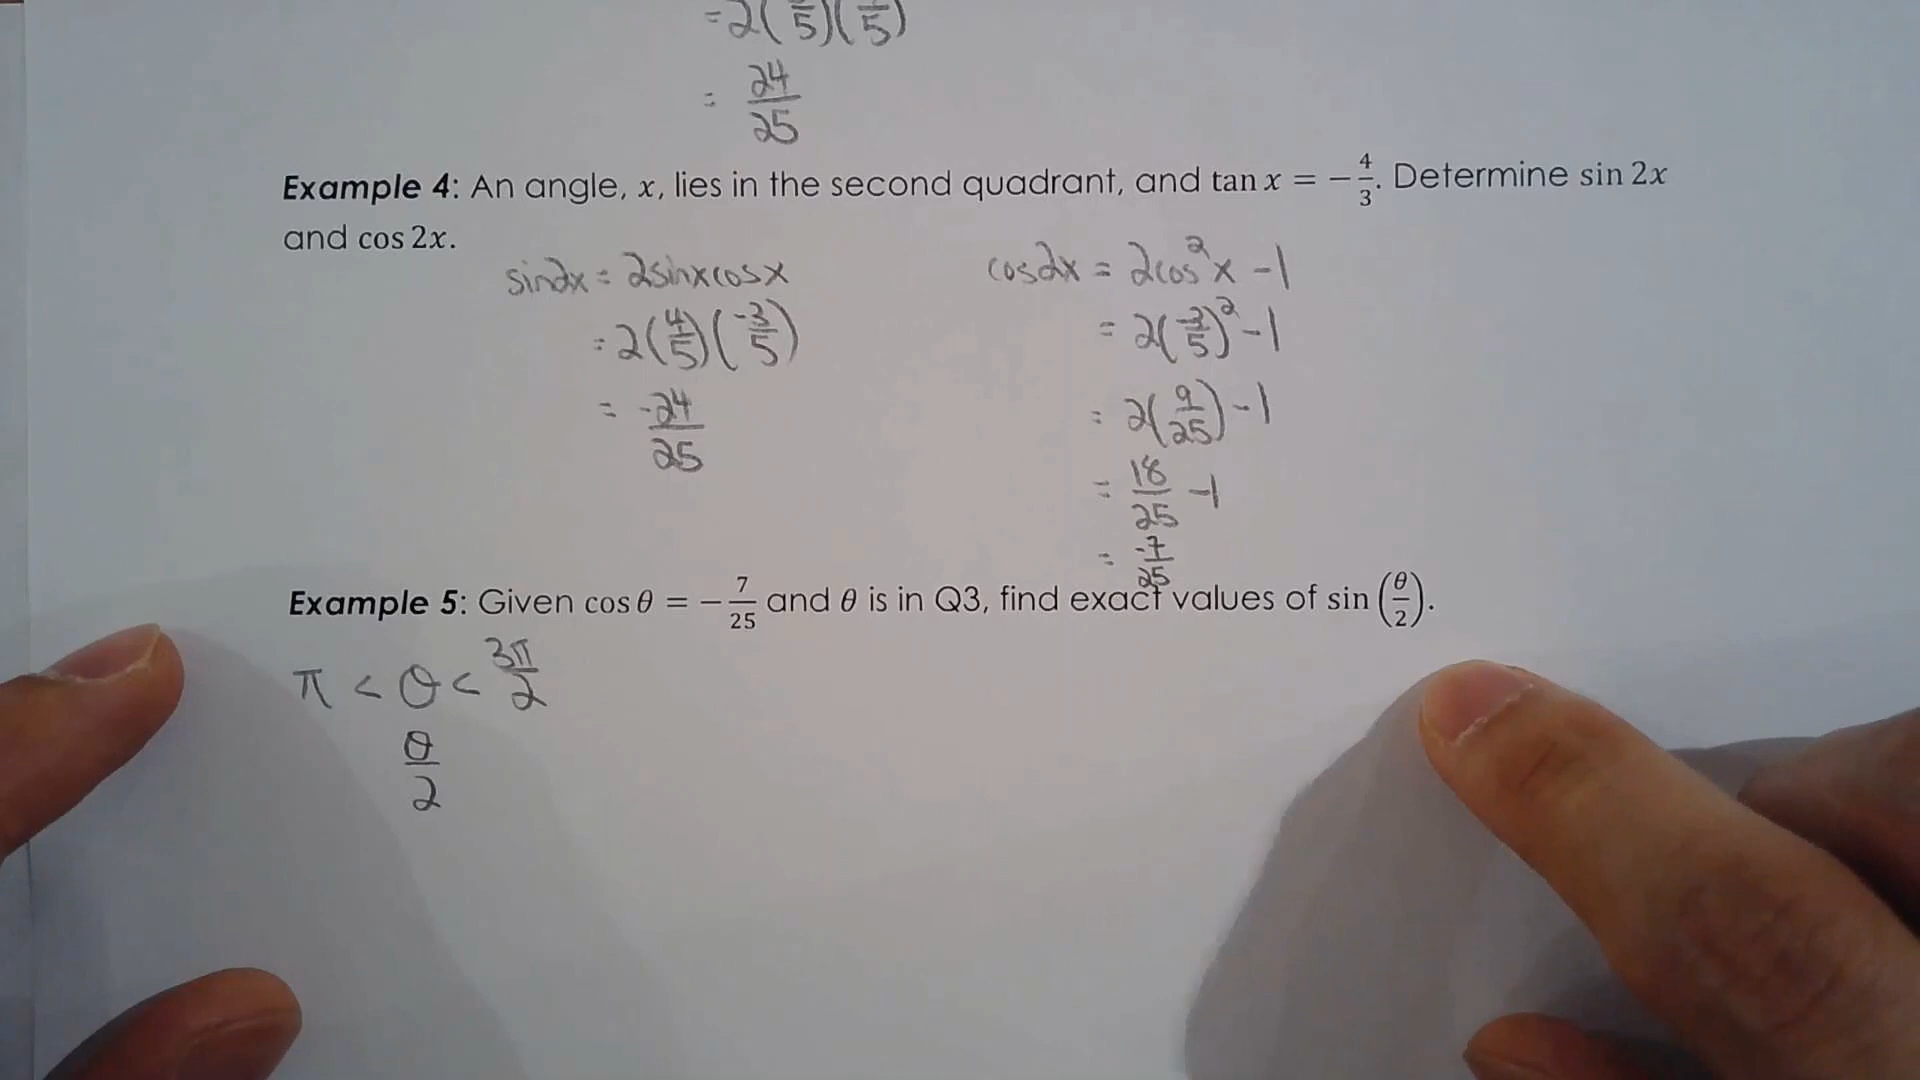 = 2(‾/5)(‾/5)
= 24/25
Example 4: An angle, x, lies in the second quadrant, and tan x = −4/3. Determine sin 2x
and cos 2x.
sin2x = 2sinxcosx
= 2(4/5)(-3/5)
= -24/25
cos2x = 2cos²x - 1
= 2(-3/5)² - 1
= 2(9/25) - 1
= 18/25 - 1
= -7/25
Example 5: Given cos θ = −7/25 and θ is in Q3, find exact values of sin (θ/2).
π < θ < 3π/2
θ/2